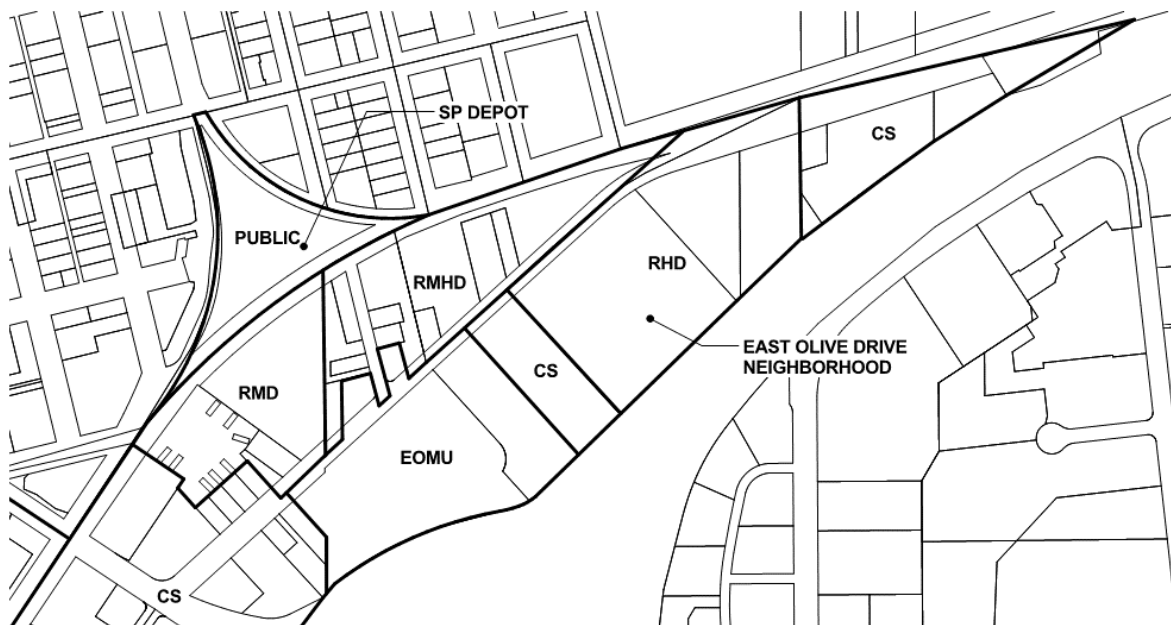 SP DEPOT
CS
PUBLIC
RMHD
RHD
EAST OLIVE DRIVE
NEIGHBORHOOD
CS
RMD
EOMU
CS